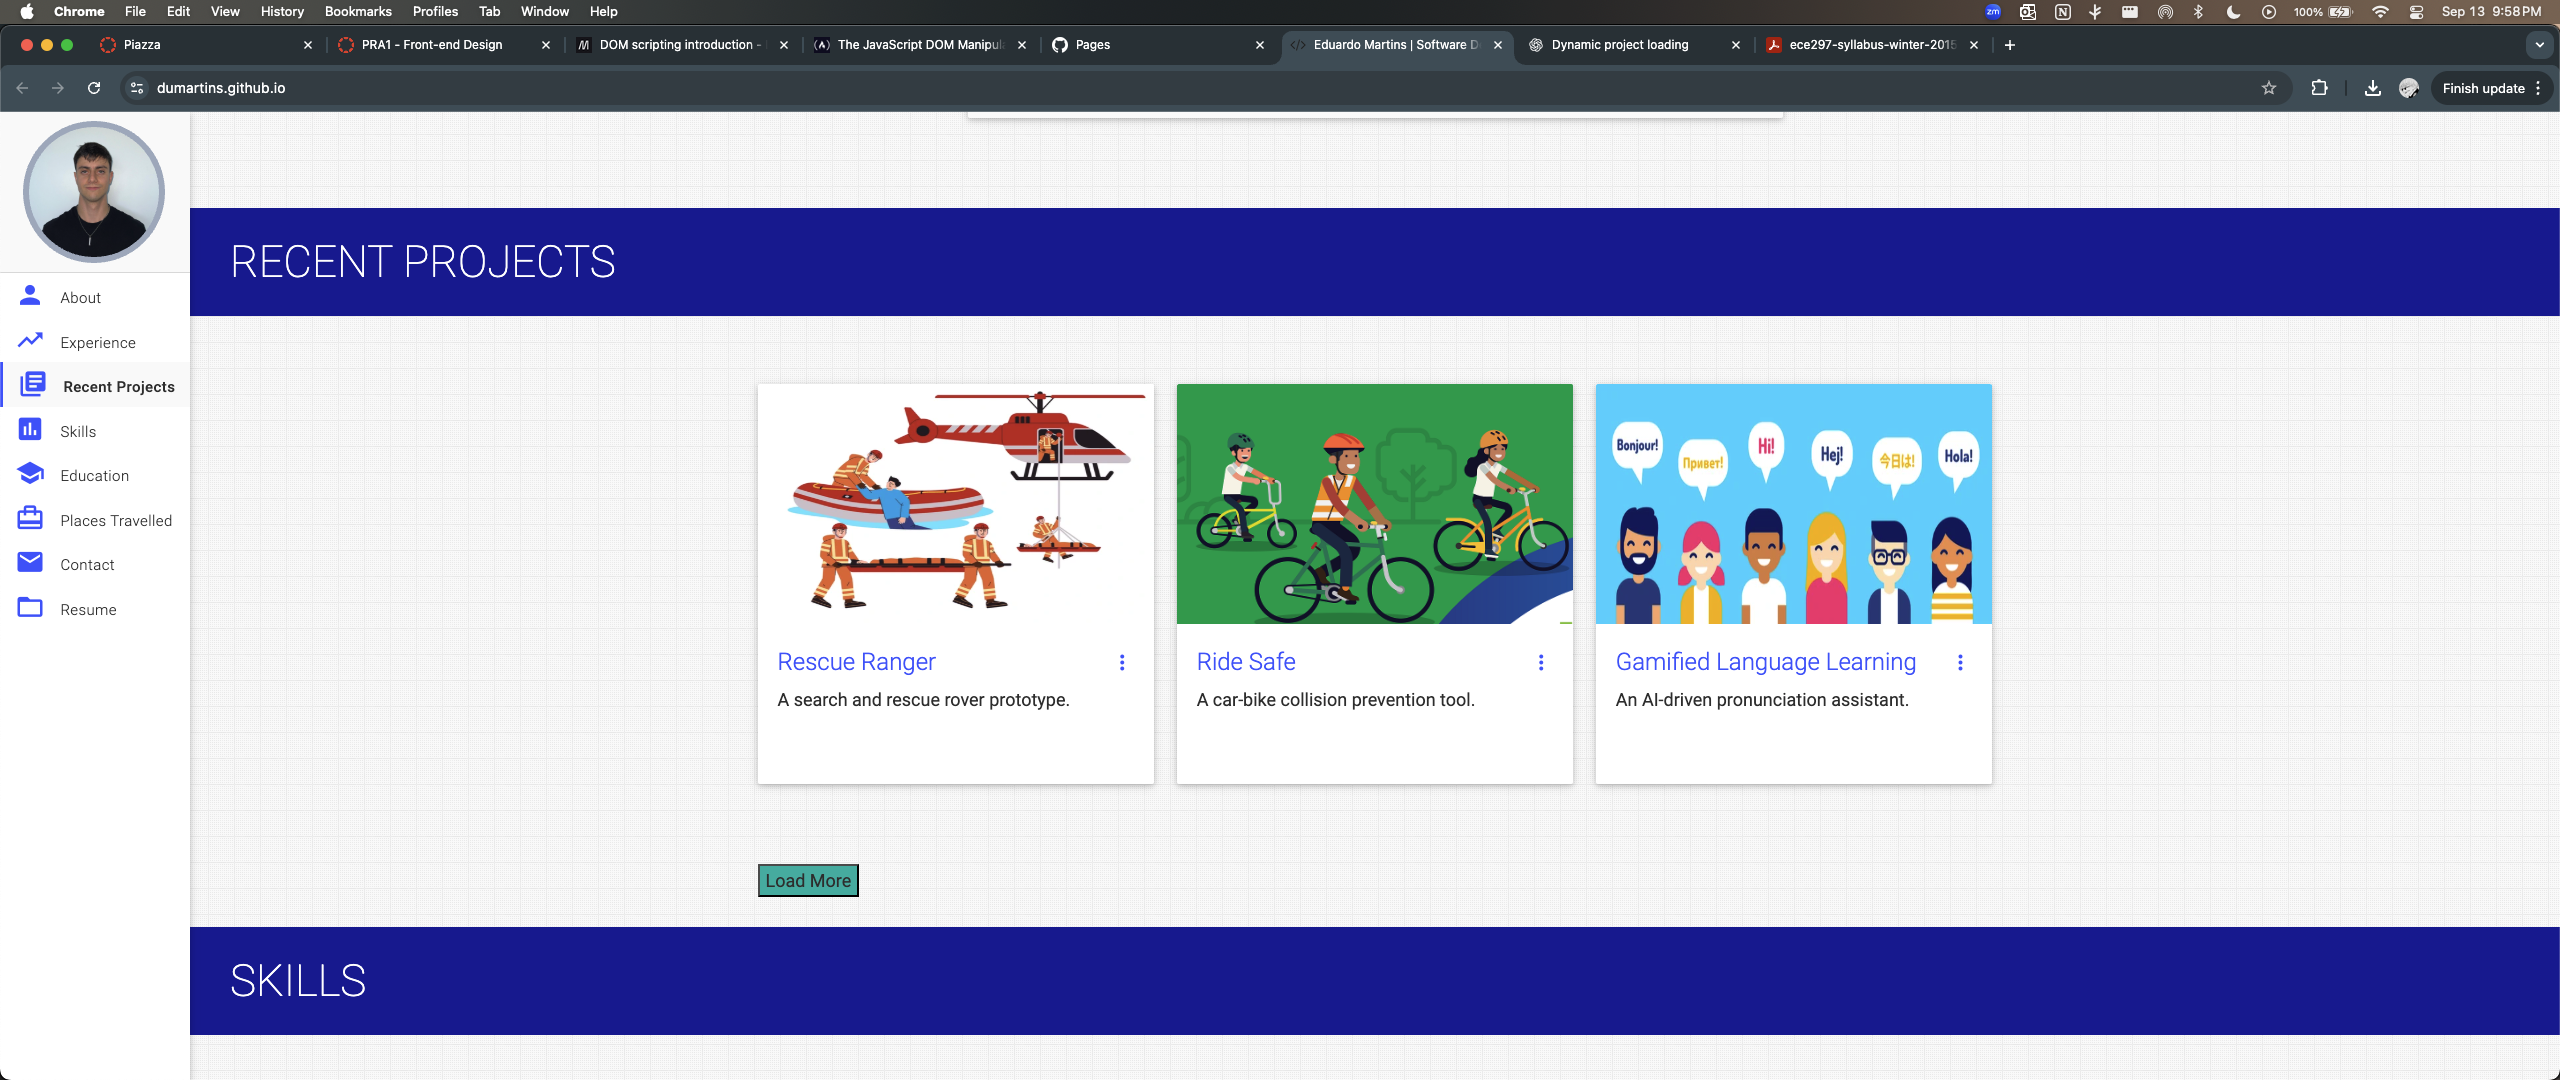 Chrome File Edit View History Bookmarks Profiles Tab Window Help zm N 100% Sep 13 9:58 PM
Piazza PRA1 - Front-end Design DOM scripting introduction - The JavaScript DOM Manipul Pages Eduardo Martins | Software D Dynamic project loading ece297-syllabus-winter-2015
dumartins.github.io Finish update
RECENT PROJECTS
About
Experience
Recent Projects
Skills
Education
Places Travelled
Contact
Resume
Bonjour! Привет! Hi! Hej! 今日は! Hola!
Rescue Ranger
A search and rescue rover prototype.
Ride Safe
A car-bike collision prevention tool.
Gamified Language Learning
An AI-driven pronunciation assistant.
Load More
SKILLS